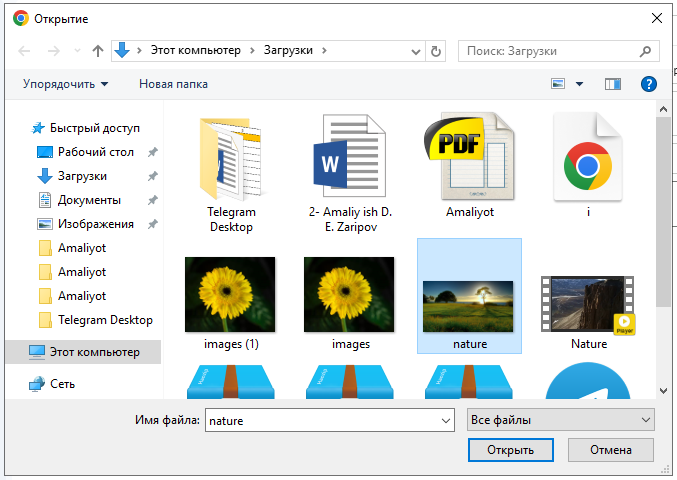 Открытие
Этот компьютер
Загрузки
Поиск: Загрузки
Упорядочить
Новая папка
?
Быстрый доступ
Рабочий стол
Загрузки
Документы
Изображения
Amaliyot
Amaliyot
Amaliyot
Telegram Desktop
Этот компьютер
Сеть
W
Telegram
Desktop
W
2- Amaliy ish D.
E. Zaripov
PDF
Amaliyot
i
images (1)
images
nature
Player
Nature
Имя файла:
nature
Все файлы
Открыть
Отмена